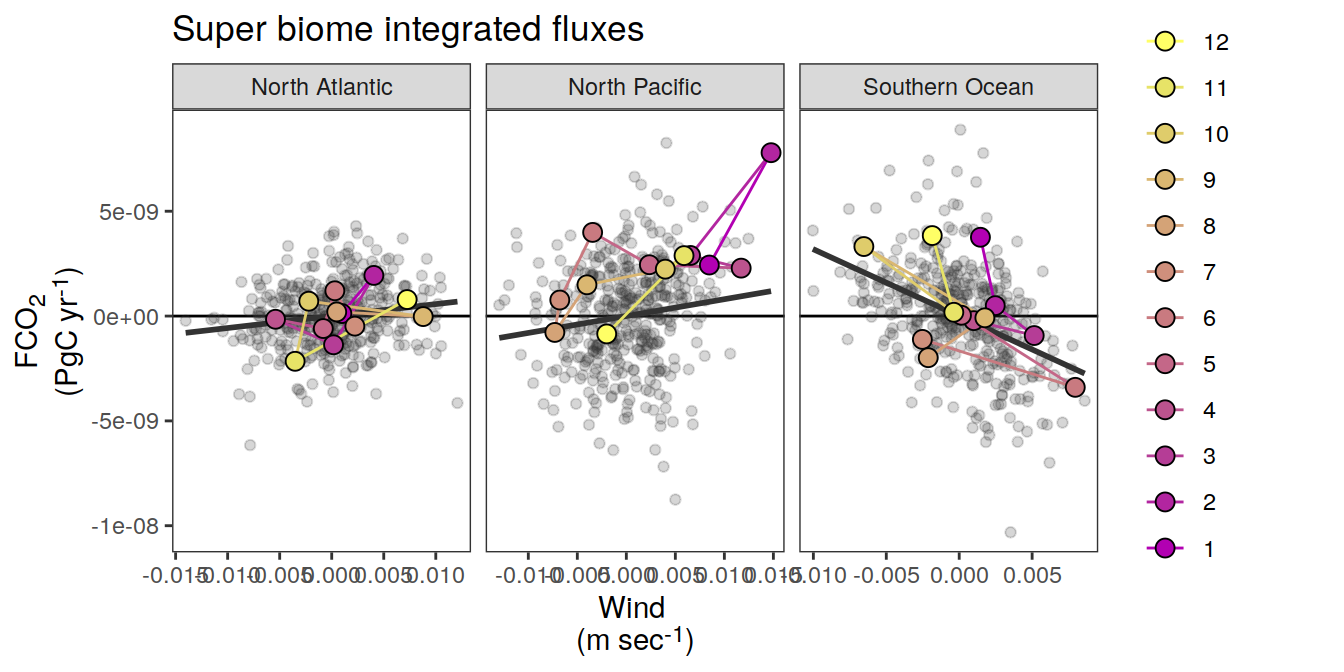 Super biome integrated fluxes
North Atlantic
North Pacific
Southern Ocean
FCO2
(PgC yr-1)
5e-09
0e+00
-5e-09
-1e-08
-0.015 -0.010 -0.005 0.000 0.005 0.010
-0.010 -0.005 0.000 0.005 0.010 0.015
-0.010 -0.005 0.000 0.005
Wind
(m sec-1)
12
11
10
9
8
7
6
5
4
3
2
1